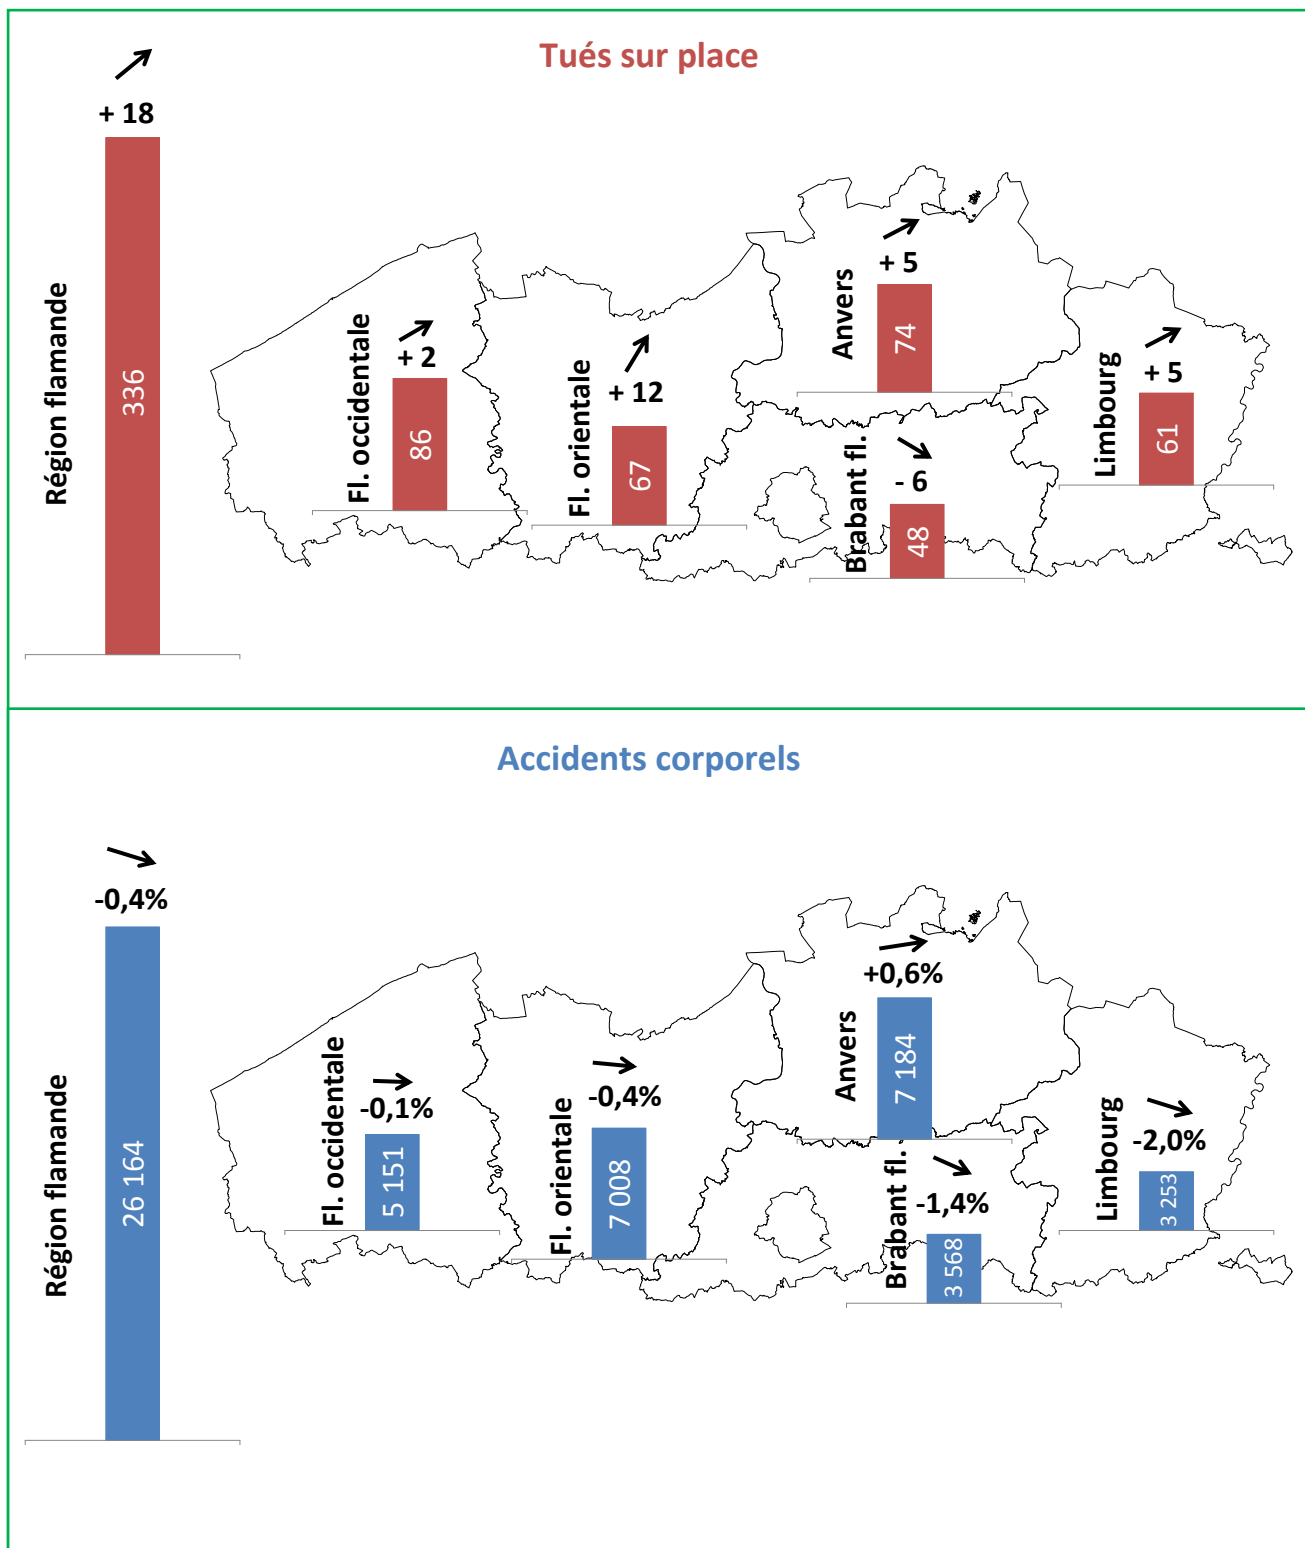 Tués sur place
+ 18
Région flamande
336
Fl. occidentale
+ 2
86
Fl. orientale
+ 12
67
Anvers
+ 5
74
Brabant fl.
- 6
48
Limbourg
+ 5
61
Accidents corporels
-0,4%
Région flamande
26 164
Fl. occidentale
-0,1%
5 151
Fl. orientale
-0,4%
7 008
Anvers
+0,6%
7 184
Brabant fl.
-1,4%
3 568
Limbourg
-2,0%
3 253